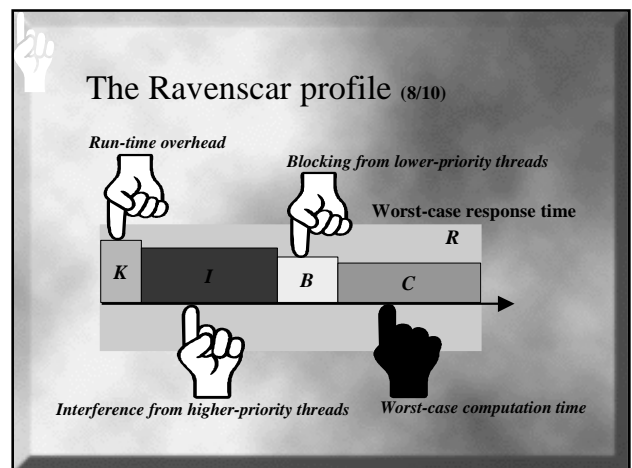 The Ravenscar profile (8/10)
Run-time overhead
Blocking from lower-priority threads
Worst-case response time
R
K
I
B
C
Interference from higher-priority threads
Worst-case computation time